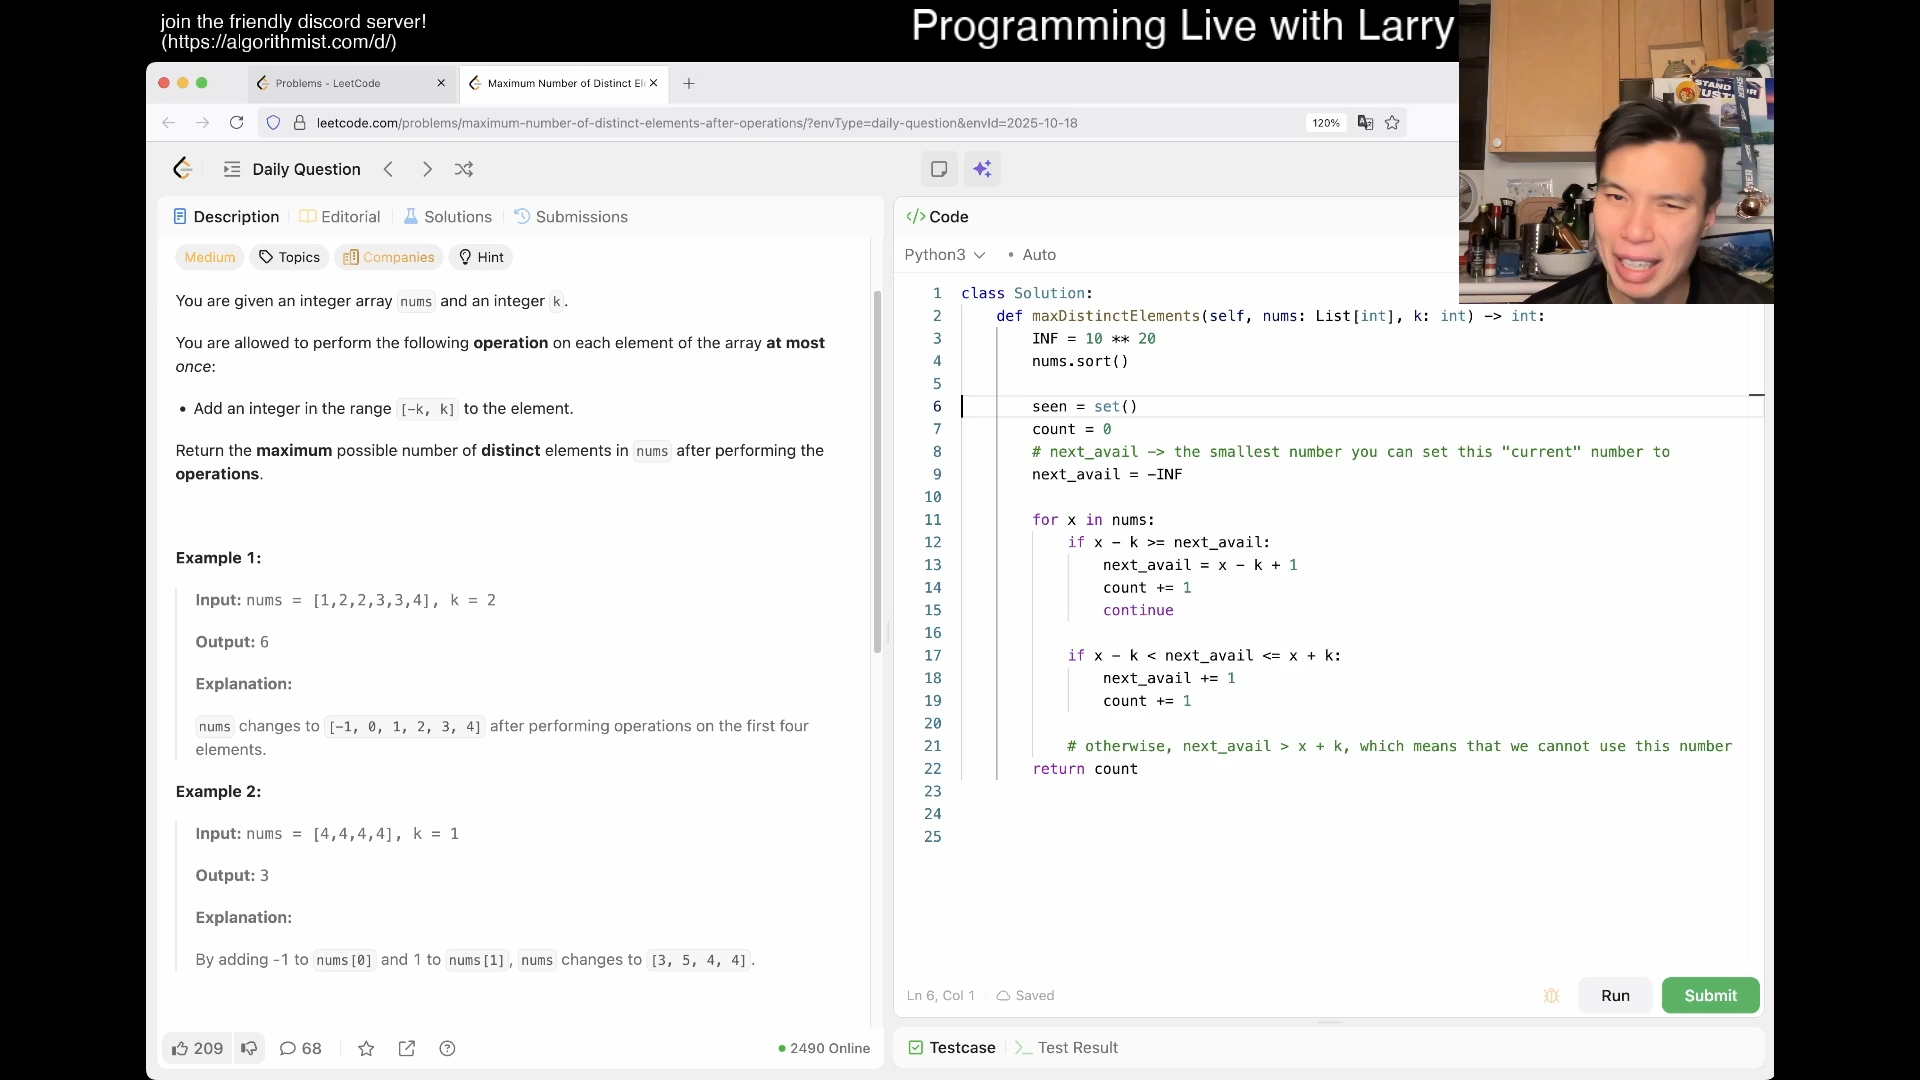 join the friendly discord server!
(https://algorithmist.com/d/)
Programming Live with Larry
Problems - LeetCode
Maximum Number of Distinct El
leetcode.com/problems/maximum-number-of-distinct-elements-after-operations/?envType=daily-question&envId=2025-10-18
120%
Daily Question
Description
Editorial
Solutions
Submissions
Medium
Topics
Companies
Hint
You are given an integer array nums and an integer k.
You are allowed to perform the following operation on each element of the array at most
once:
• Add an integer in the range [-k, k] to the element.
Return the maximum possible number of distinct elements in nums after performing the
operations.
Example 1:
Input: nums = [1,2,2,3,3,4], k = 2
Output: 6
Explanation:
nums changes to [-1, 0, 1, 2, 3, 4] after performing operations on the first four
elements.
Example 2:
Input: nums = [4,4,4,4], k = 1
Output: 3
Explanation:
By adding -1 to nums[0] and 1 to nums[1], nums changes to [3, 5, 4, 4].
209
68
2490 Online
</> Code
Python3
• Auto
1 class Solution:
2 def maxDistinctElements(self, nums: List[int], k: int) -> int:
3 INF = 10 ** 20
4 nums.sort()
5
6 seen = set()
7 count = 0
8 # next_avail -> the smallest number you can set this "current" number to
9 next_avail = -INF
10
11 for x in nums:
12 if x - k >= next_avail:
13 next_avail = x - k + 1
14 count += 1
15 continue
16
17 if x - k < next_avail <= x + k:
18 next_avail += 1
19 count += 1
20
21 # otherwise, next_avail > x + k, which means that we cannot use this number
22 return count
23
24
25
Ln 6, Col 1
Saved
Run
Submit
Testcase
Test Result